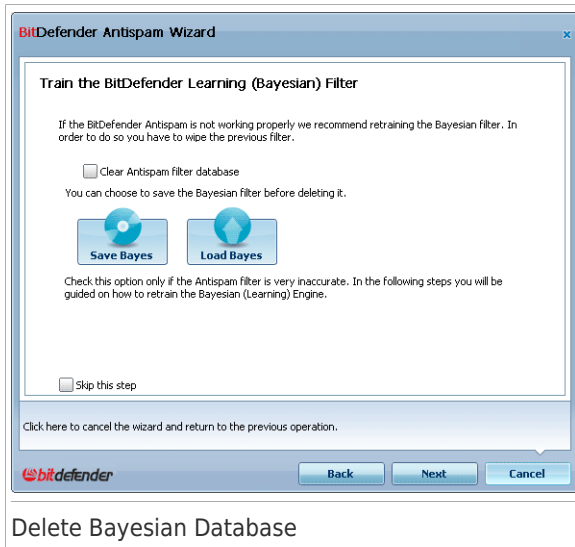 BitDefender Antispam Wizard
x
Train the BitDefender Learning (Bayesian) Filter
If the BitDefender Antispam is not working properly we recommend retraining the Bayesian filter. In
order to do so you have to wipe the previous filter.
Clear Antispam filter database
You can choose to save the Bayesian filter before deleting it.
Save Bayes Load Bayes
Check this option only if the Antispam filter is very inaccurate. In the following steps you will be
guided on how to retrain the Bayesian (Learning) Engine.
Skip this step
Click here to cancel the wizard and return to the previous operation.
bitdefender Back Next Cancel
Delete Bayesian Database